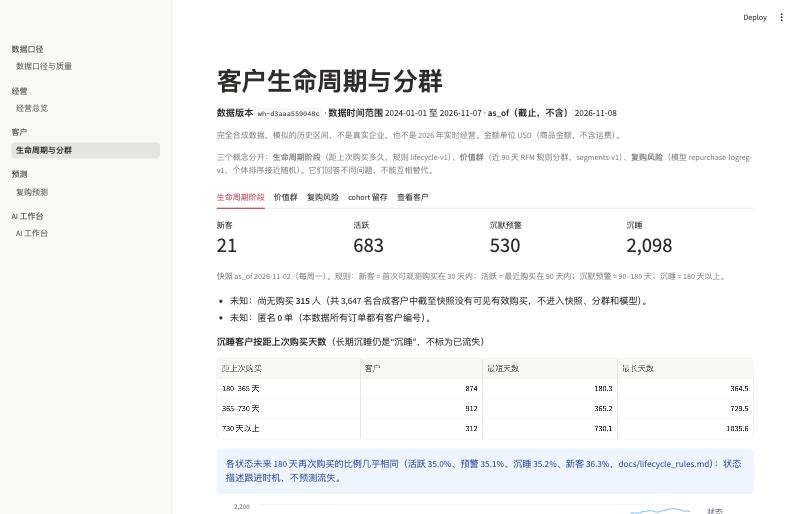 Deploy
数据口径
数据口径与质量
经营
经营总览
客户
生命周期与分群
预测
复购预测
AI 工作台
AI 工作台
客户生命周期与分群
数据版本 wh-d3aaa559048c · 数据时间范围 2024-01-01 至 2026-11-07 · as_of（截止，不含） 2026-11-08
完全合成数据，模拟的历史区间，不是真实企业，也不是 2026 年实时经营。金额单位 USD（商品金额，不含运费）。
三个概念分开：生命周期阶段（距上次购买多久，规则 lifecycle-v1）、价值群（近 90 天 RFM 规则分群，segments-v1）、复购风险（模型 repurchase-logreg-
v1，个体排序接近随机）。它们回答不同问题，不能互相替代。
生命周期阶段 价值群 复购风险 cohort 留存 查看客户
新客 活跃 沉默预警 沉睡
21 683 530 2,098
快照 as_of 2026-11-02（每周一）。规则：新客 = 首次可观测购买在 30 天内；活跃 = 最近购买在 90 天内；沉默预警 = 90–180 天；沉睡 = 180 天以上。
• 未知：尚无购买 315 人（共 3,647 名合成客户中截至快照没有可见有效购买，不进入快照、分群和模型）。
• 未知：匿名 0 单（本数据所有订单都有客户编号）。
沉睡客户按距上次购买天数（长期沉睡仍是“沉睡”，不标为已流失）
距上次购买 客户 最短天数 最长天数
180-365 天 874 180.3 364.5
365-730 天 912 365.2 729.5
730 天以上 312 730.1 1035.6
各状态未来 180 天再次购买的比例几乎相同（活跃 35.0%、预警 35.1%、沉睡 35.2%、新客 36.3%，docs/lifecycle_rules.md）：状态
描述跟进时机，不预测流失。
2,200 状态